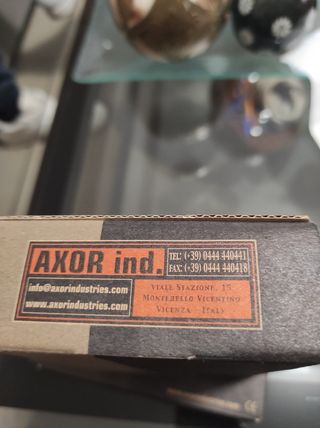 AXOR ind.
TEL: (+39) 0444 440441
FAX: (+39) 0444 440418
info@axorindustries.com
www.axorindustries.com
VIALE STAZIONE, 15
MONTEBELLO VICENTINO
VICENZA - ITALY